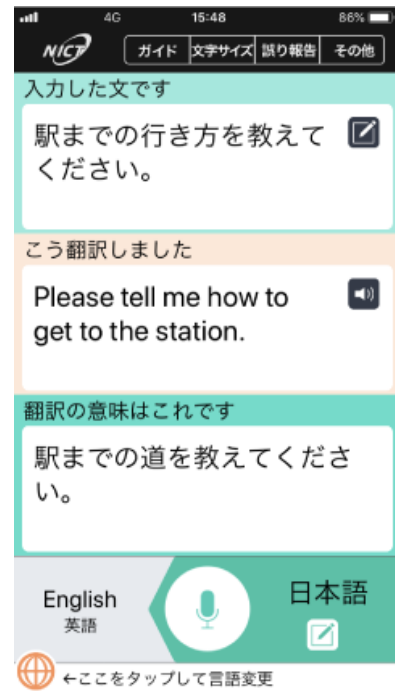 4G 15:48 86%
NICT ガイド 文字サイズ 誤り報告 その他
入力した文です
駅までの行き方を教えて
ください。
こう翻訳しました
Please tell me how to
get to the station.
翻訳の意味はこれです
駅までの道を教えてくださ
い。
English
英語
日本語
←ここをタップして言語変更